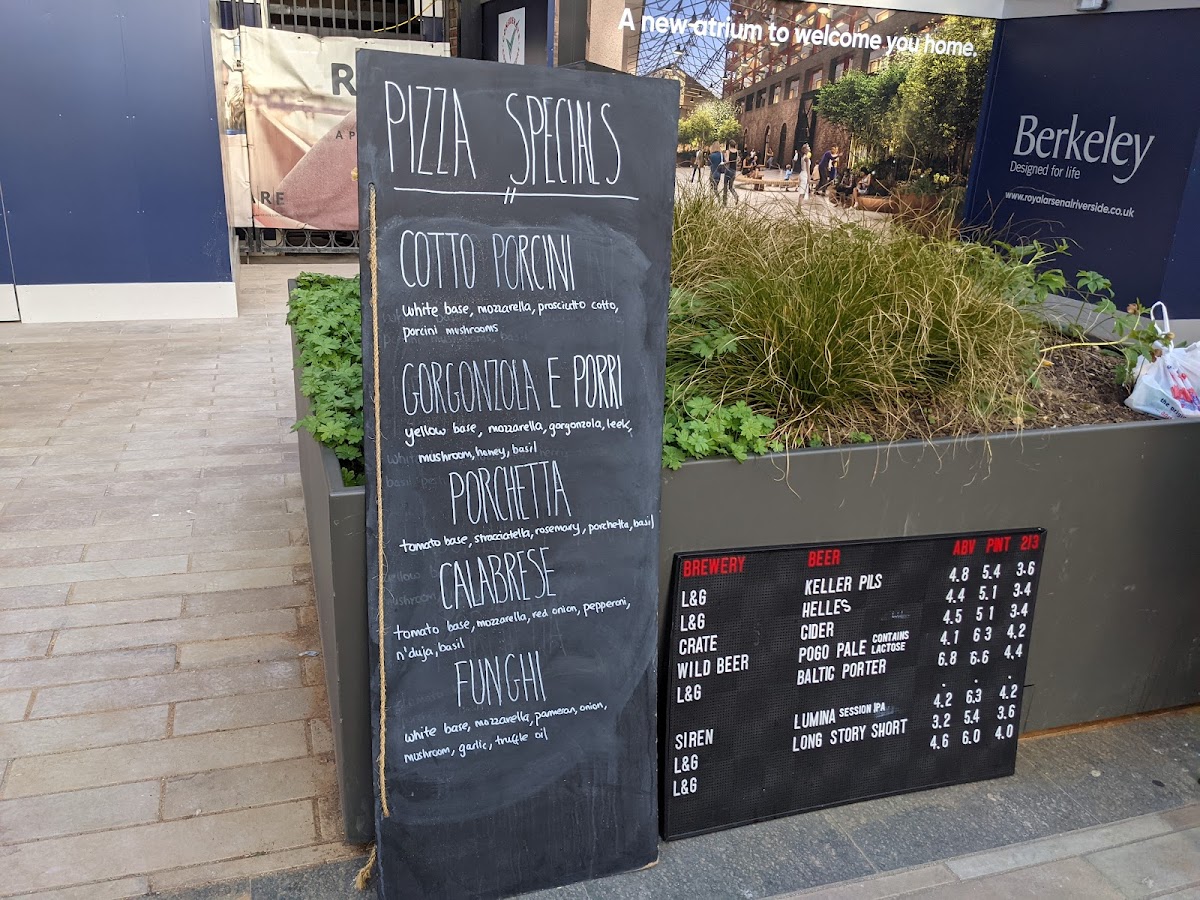 PIZZA SPECIALS
COTTO PORCINI
White base, mozzarella, prosciutto cotto,
porcini mushrooms
GORGONZOLA E PORRI
yellow base, mozzarella, gorgonzola, leek,
mushroom, honey, basil
PORCHETTA
tomato base, stracciatella, rosemary, porchetta, basil
CALABRESE
tomato base, mozzarella, red onion, pepperoni,
n'duja, basil
FUNGHI
white base, mozzarella, parmesan, onion,
mushroom, garlic, truffle oil
BREWERY BEER ABV PINT 2/3
L&G KELLER PILS 4.8 5.4 3.6
L&G HELLES 4.4 5.1 3.4
CRATE CIDER 4.5 5 1 3.4
WILD BEER POGO PALE CONTAINS LACTOSE 4.1 6 3 4.2
L&G BALTIC PORTER 6.8 6.6 4.4
. . .
SIREN LUMINA SESSION IPA 4.2 6.3 4.2
L&G LONG STORY SHORT 3.2 5.4 3.6
L&G 4.6 6.0 4.0
A new atrium to welcome you home.
Berkeley
Designed for life
www.royalarsenalriverside.co.uk